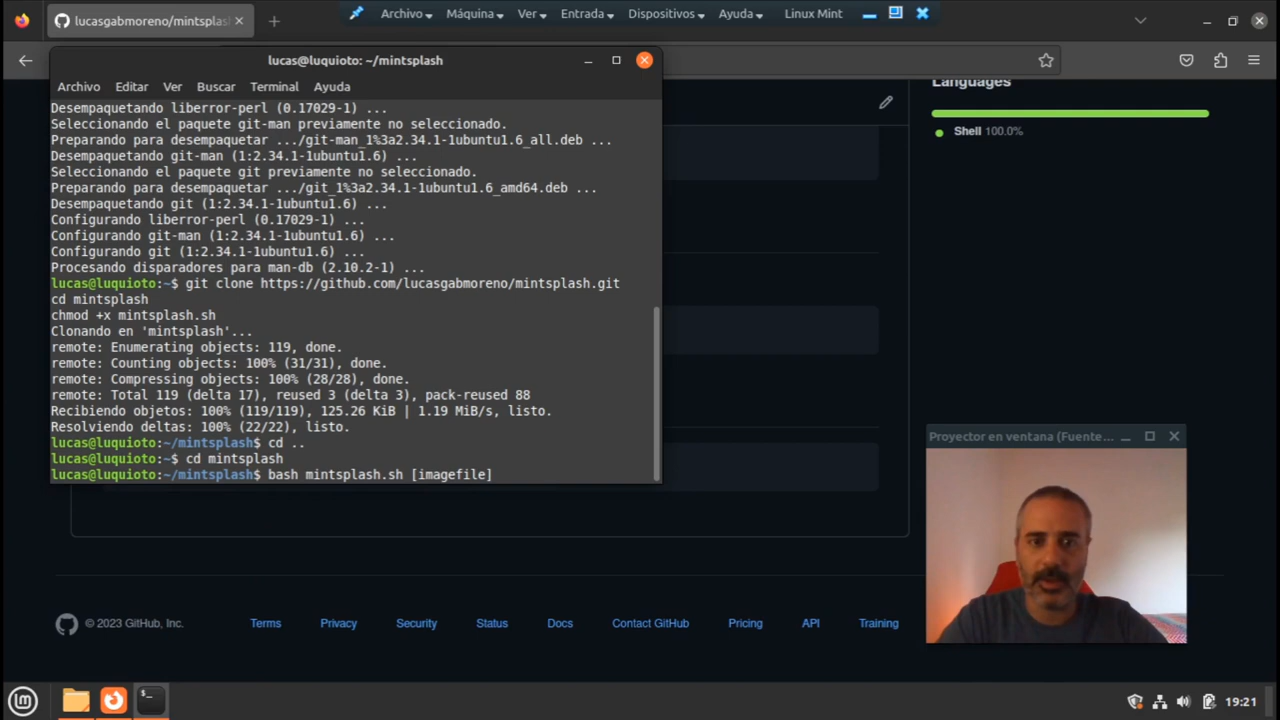 lucasgabmoreno/mintsplash
Archivo
Máquina
Ver
Entrada
Dispositivos
Ayuda
Linux Mint
lucas@luquioto: ~/mintsplash
Archivo Editar Ver Buscar Terminal Ayuda
Desempaquetando liberror-perl (0.17029-1) ...
Seleccionando el paquete git-man previamente no seleccionado.
Preparando para desempaquetar .../git-man_1%3a2.34.1-1ubuntu1.6_all.deb ...
Desempaquetando git-man (1:2.34.1-1ubuntu1.6) ...
Seleccionando el paquete git previamente no seleccionado.
Preparando para desempaquetar .../git_1%3a2.34.1-1ubuntu1.6_amd64.deb ...
Desempaquetando git (1:2.34.1-1ubuntu1.6) ...
Configurando liberror-perl (0.17029-1) ...
Configurando git-man (1:2.34.1-1ubuntu1.6) ...
Configurando git (1:2.34.1-1ubuntu1.6) ...
Procesando disparadores para man-db (2.10.2-1) ...
lucas@luquioto:~$ git clone https://github.com/lucasgabmoreno/mintsplash.git
cd mintsplash
chmod +x mintsplash.sh
Clonando en 'mintsplash'...
remote: Enumerating objects: 119, done.
remote: Counting objects: 100% (31/31), done.
remote: Compressing objects: 100% (28/28), done.
remote: Total 119 (delta 17), reused 3 (delta 3), pack-reused 88
Recibiendo objetos: 100% (119/119), 125.26 KiB | 1.19 MiB/s, listo.
Resolviendo deltas: 100% (22/22), listo.
lucas@luquioto:~/mintsplash$ cd ..
lucas@luquioto:~$ cd mintsplash
lucas@luquioto:~/mintsplash$ bash mintsplash.sh [imagefile]
Languages
Shell 100.0%
Proyector en ventana (Fuente...
© 2023 GitHub, Inc.
Terms
Privacy
Security
Status
Docs
Contact GitHub
Pricing
API
Training
19:21